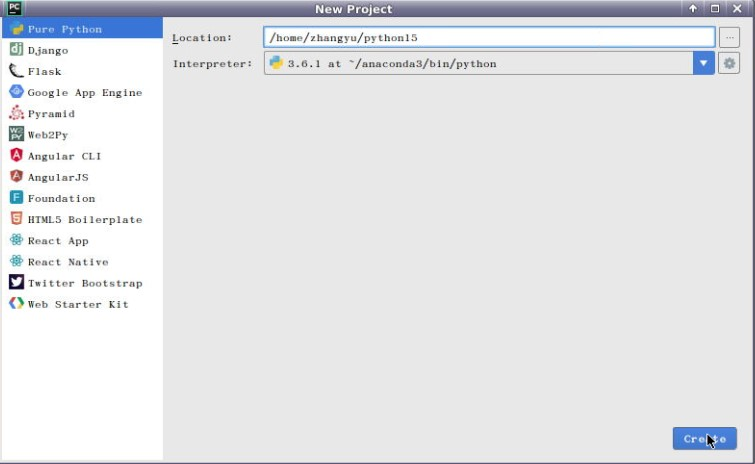 PC
New Project
Pure Python
Location:
/home/zhangyu/python15
...
Django
dj
Flask
Interpreter:
3.6.1 at ~/anaconda3/bin/python
Google App Engine
Pyramid
Web2Py
Angular CLI
AngularJS
Foundation
HTML5 Boilerplate
React App
React Native
Twitter Bootstrap
Web Starter Kit
Create